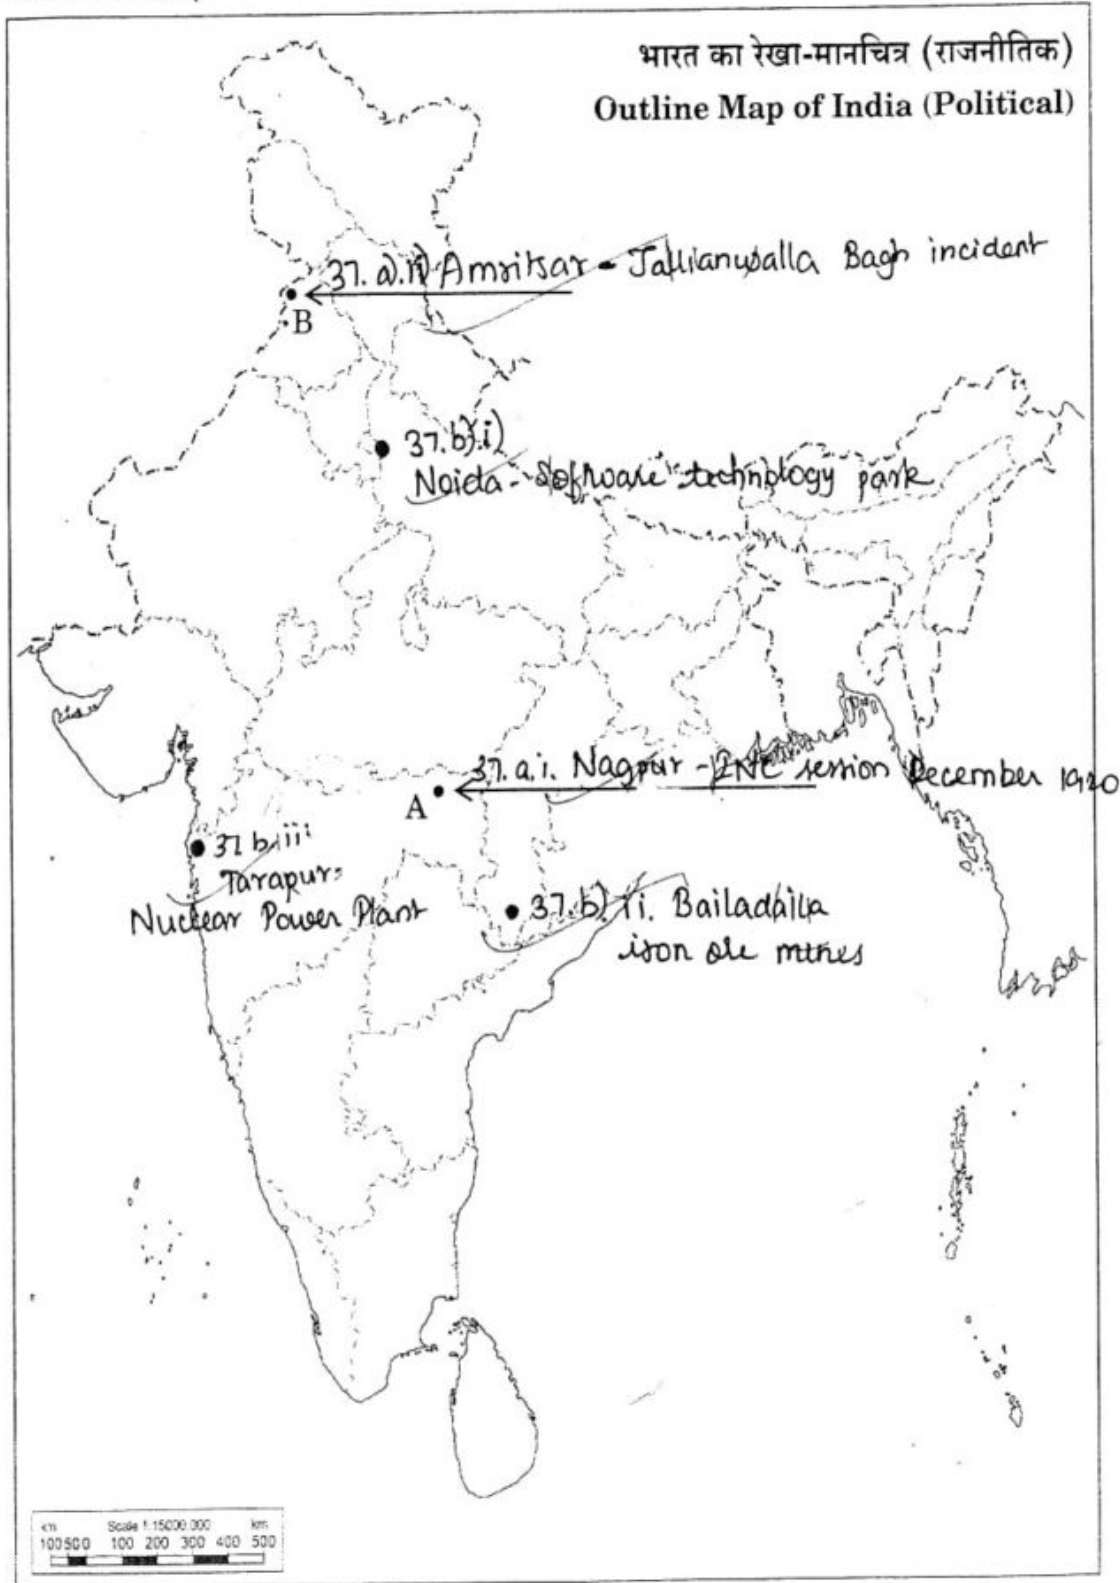 भारत का रेखा-मानचित्र (राजनीतिक)
Outline Map of India (Political)
37. a).ii) Amritsar - Jallianwalla Bagh incident
B
37. b).i)
Noida - Software technology park
37. a. i. Nagpur - INC session December 1920
A
37 b. iii
Tarapur
Nuclear Power Plant
37. b) ii. Bailadaila
iron ore mines
km Scale 1:15000,000 km
100 50 0 100 200 300 400 500